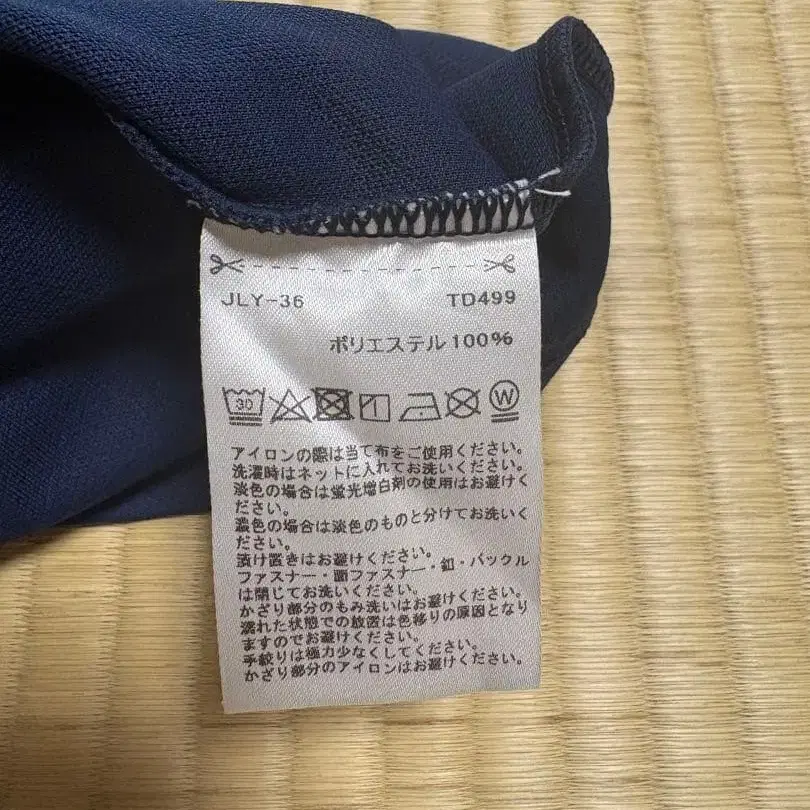 JLY-36 TD499
ポリエステル100%
30 W
アイロンの際は当て布をご使用ください。
洗濯時はネットに入れてお洗いください。
淡色の場合は蛍光増白剤の使用はお避けく
ださい。
濃色の場合は淡色のものと分けてお洗いく
ださい。
漬け置きはお避けください。
ファスナー・面ファスナー・釦・バックル
は閉じてお洗いください。
かざり部分のもみ洗いはお避けください。
濡れた状態での放置は色移りの原因となり
ますのでお避けください。
手絞りは極力少なくしてください。
かざり部分のアイロンはお避けください。